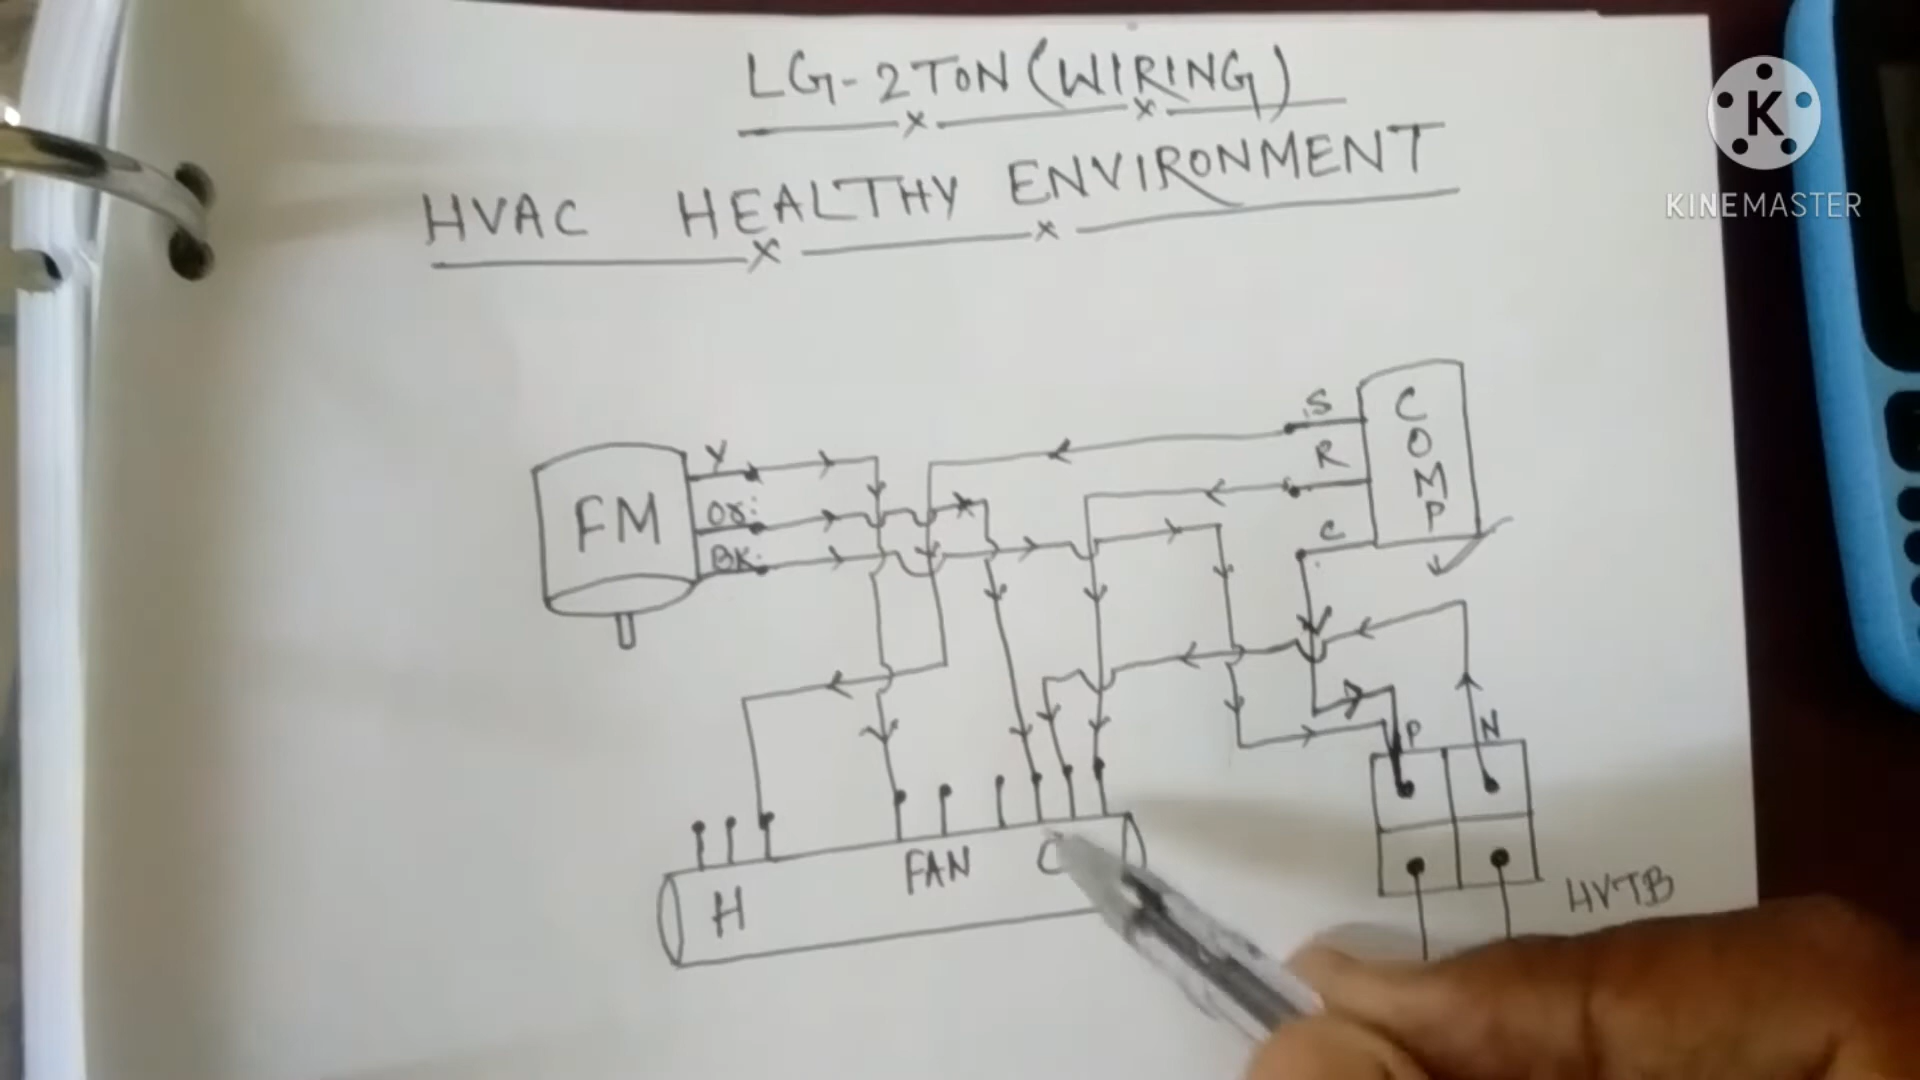 LG-2TON (WIRING)
K
KINEMASTER
HVAC HEALTHY ENVIRONMENT
S
COMP
R
Y
FM
Or:
BK:
C
P
N
FAN
C
H
HVTB